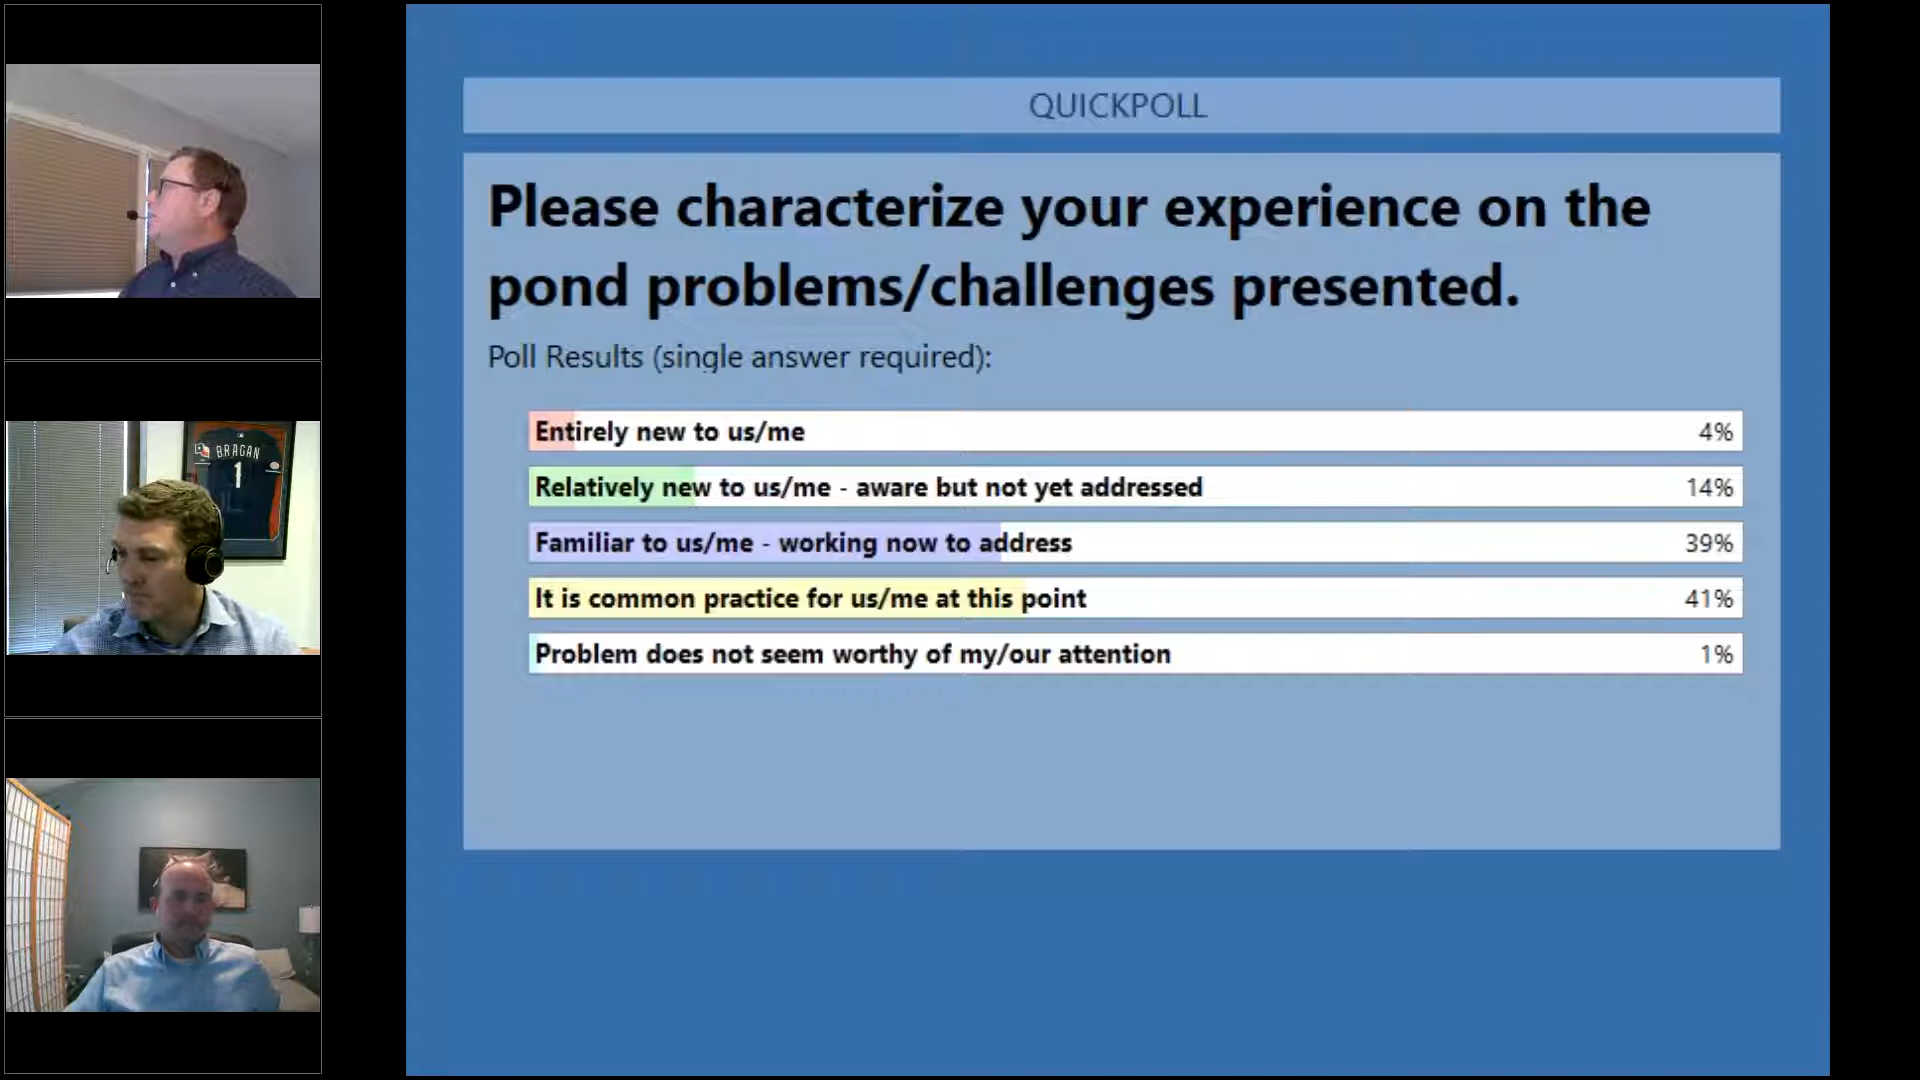 BRAGAN
1
QUICKPOLL
Please characterize your experience on the
pond problems/challenges presented.
Poll Results (single answer required):
Entirely new to us/me 4%
Relatively new to us/me - aware but not yet addressed 14%
Familiar to us/me - working now to address 39%
It is common practice for us/me at this point 41%
Problem does not seem worthy of my/our attention 1%